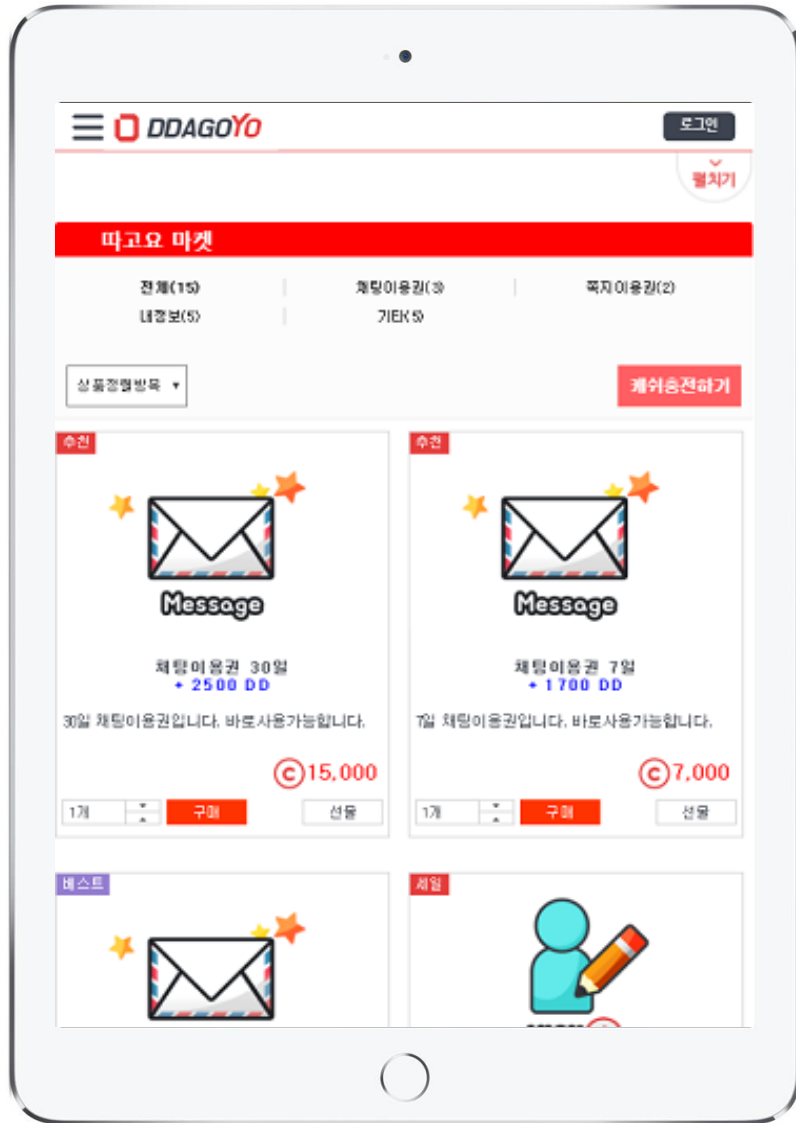 DDAGOYO
로그인
펼치기
따고요 마켓
전체(15)
채팅이용권(3)
쪽지이용권(2)
내정보(5)
기타(5)
상품정렬방목
캐쉬충전하기
추천
추천
Message
Message
채팅이용권 30일
+ 2500 DD
채팅이용권 7일
+ 1700 DD
30일 채팅이용권입니다. 바로사용가능합니다.
7일 채팅이용권입니다. 바로사용가능합니다.
C 15,000
C 7,000
1개
구매
선물
1개
구매
선물
베스트
세일